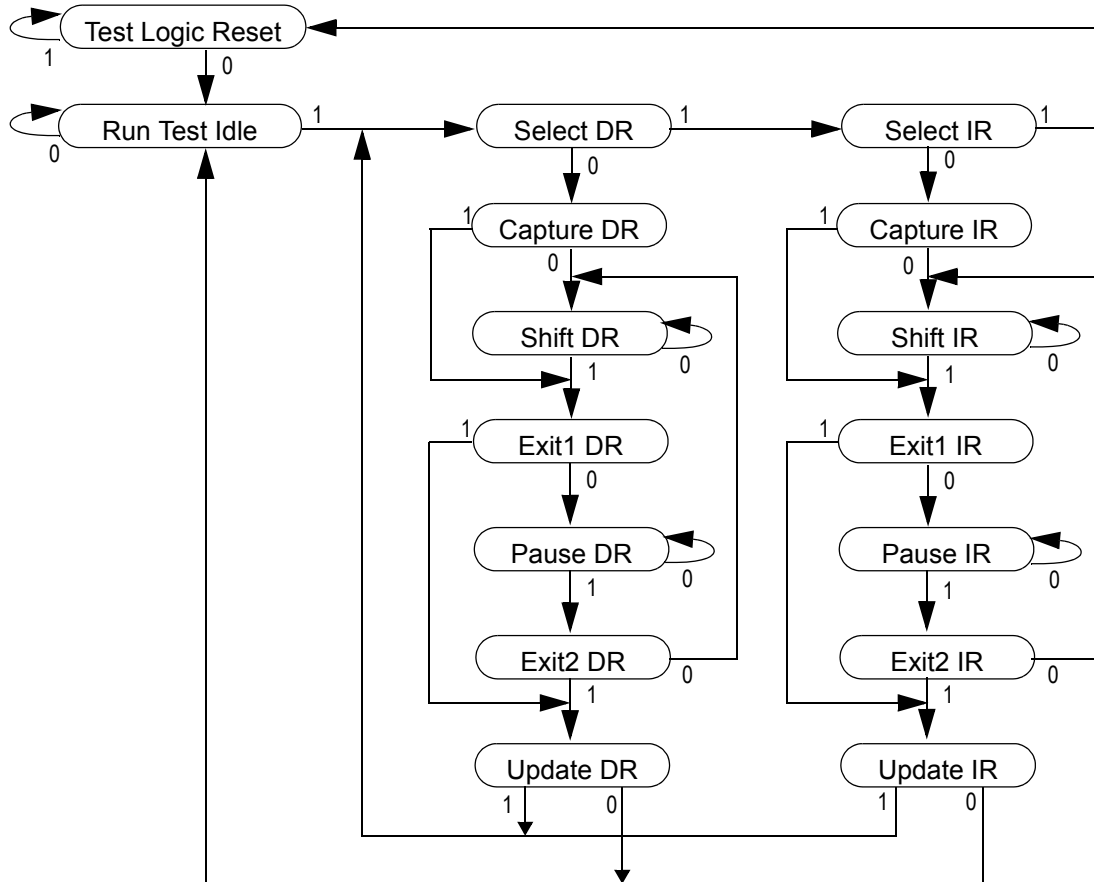 Test Logic Reset
1
0
Run Test Idle
1
0
Select DR
1
0
Select IR
1
0
1
Capture DR
0
1
Capture IR
0
Shift DR
0
1
Shift IR
0
1
1
Exit1 DR
0
1
Exit1 IR
0
Pause DR
0
1
Pause IR
0
1
Exit2 DR
0
1
Exit2 IR
0
1
Update DR
1
0
Update IR
1
0